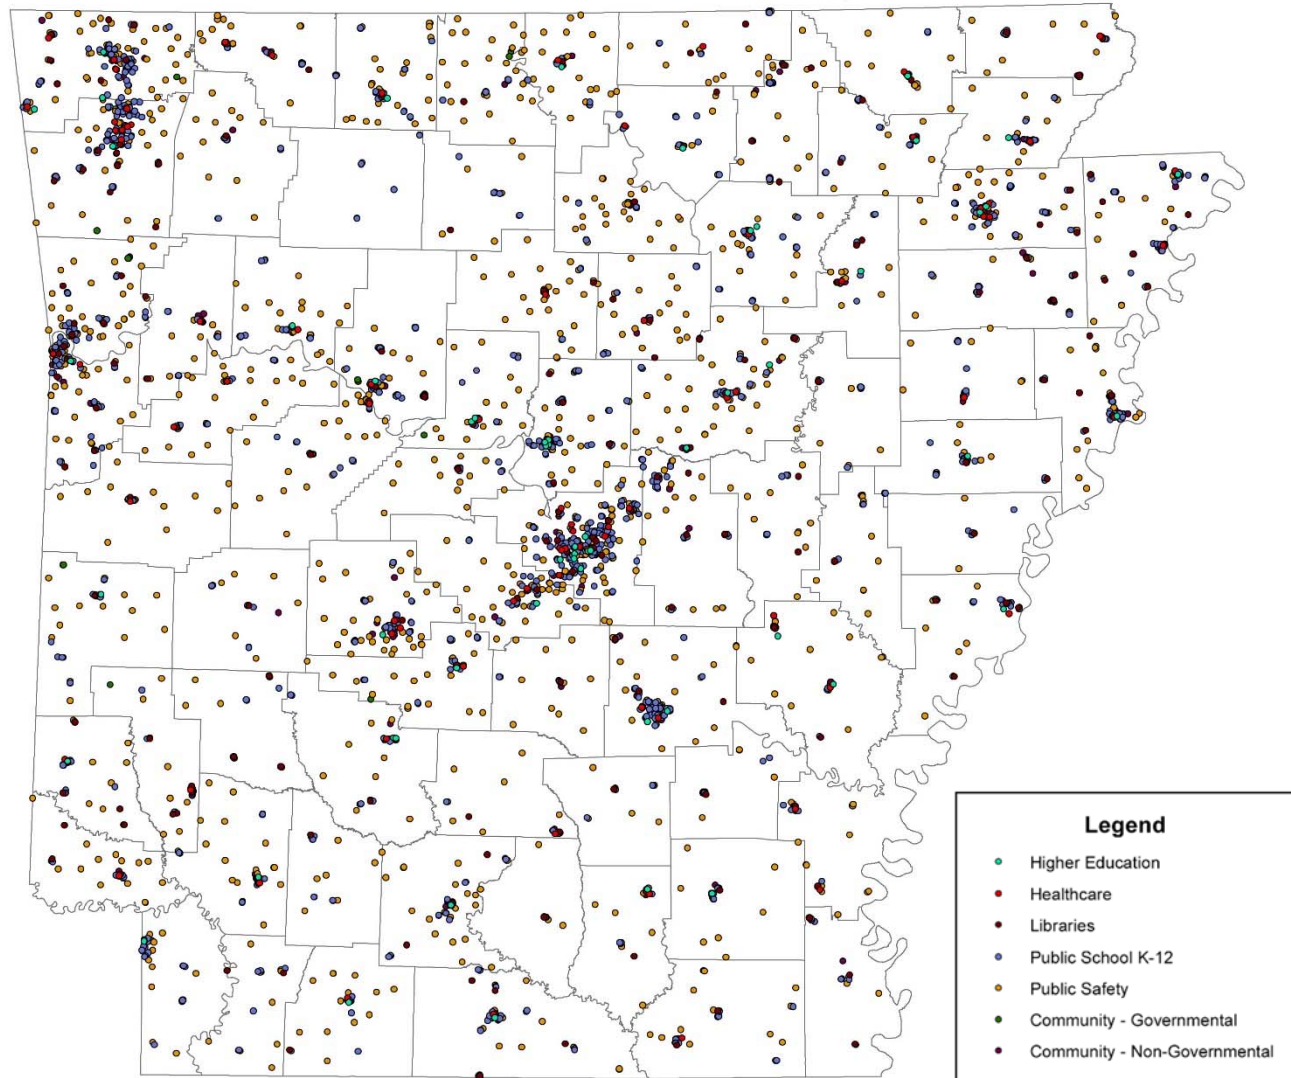 Legend
Higher Education
Healthcare
Libraries
Public School K-12
Public Safety
Community - Governmental
Community - Non-Governmental